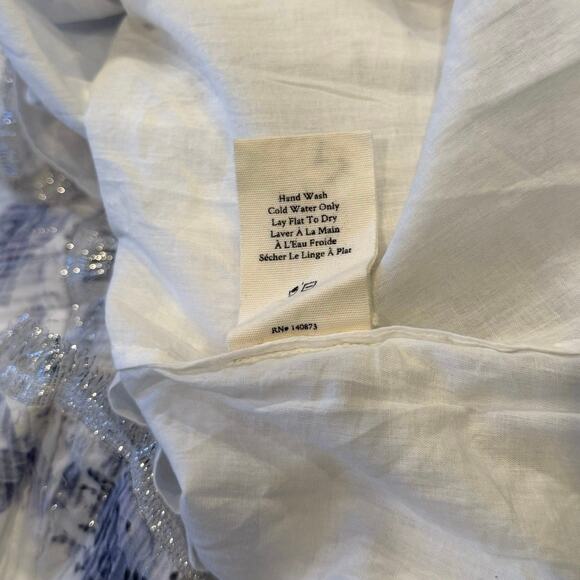 Hand Wash
Cold Water Only
Lay Flat To Dry
Laver À La Main
À L'Eau Froide
Sécher Le Linge À Plat
RN# 140873